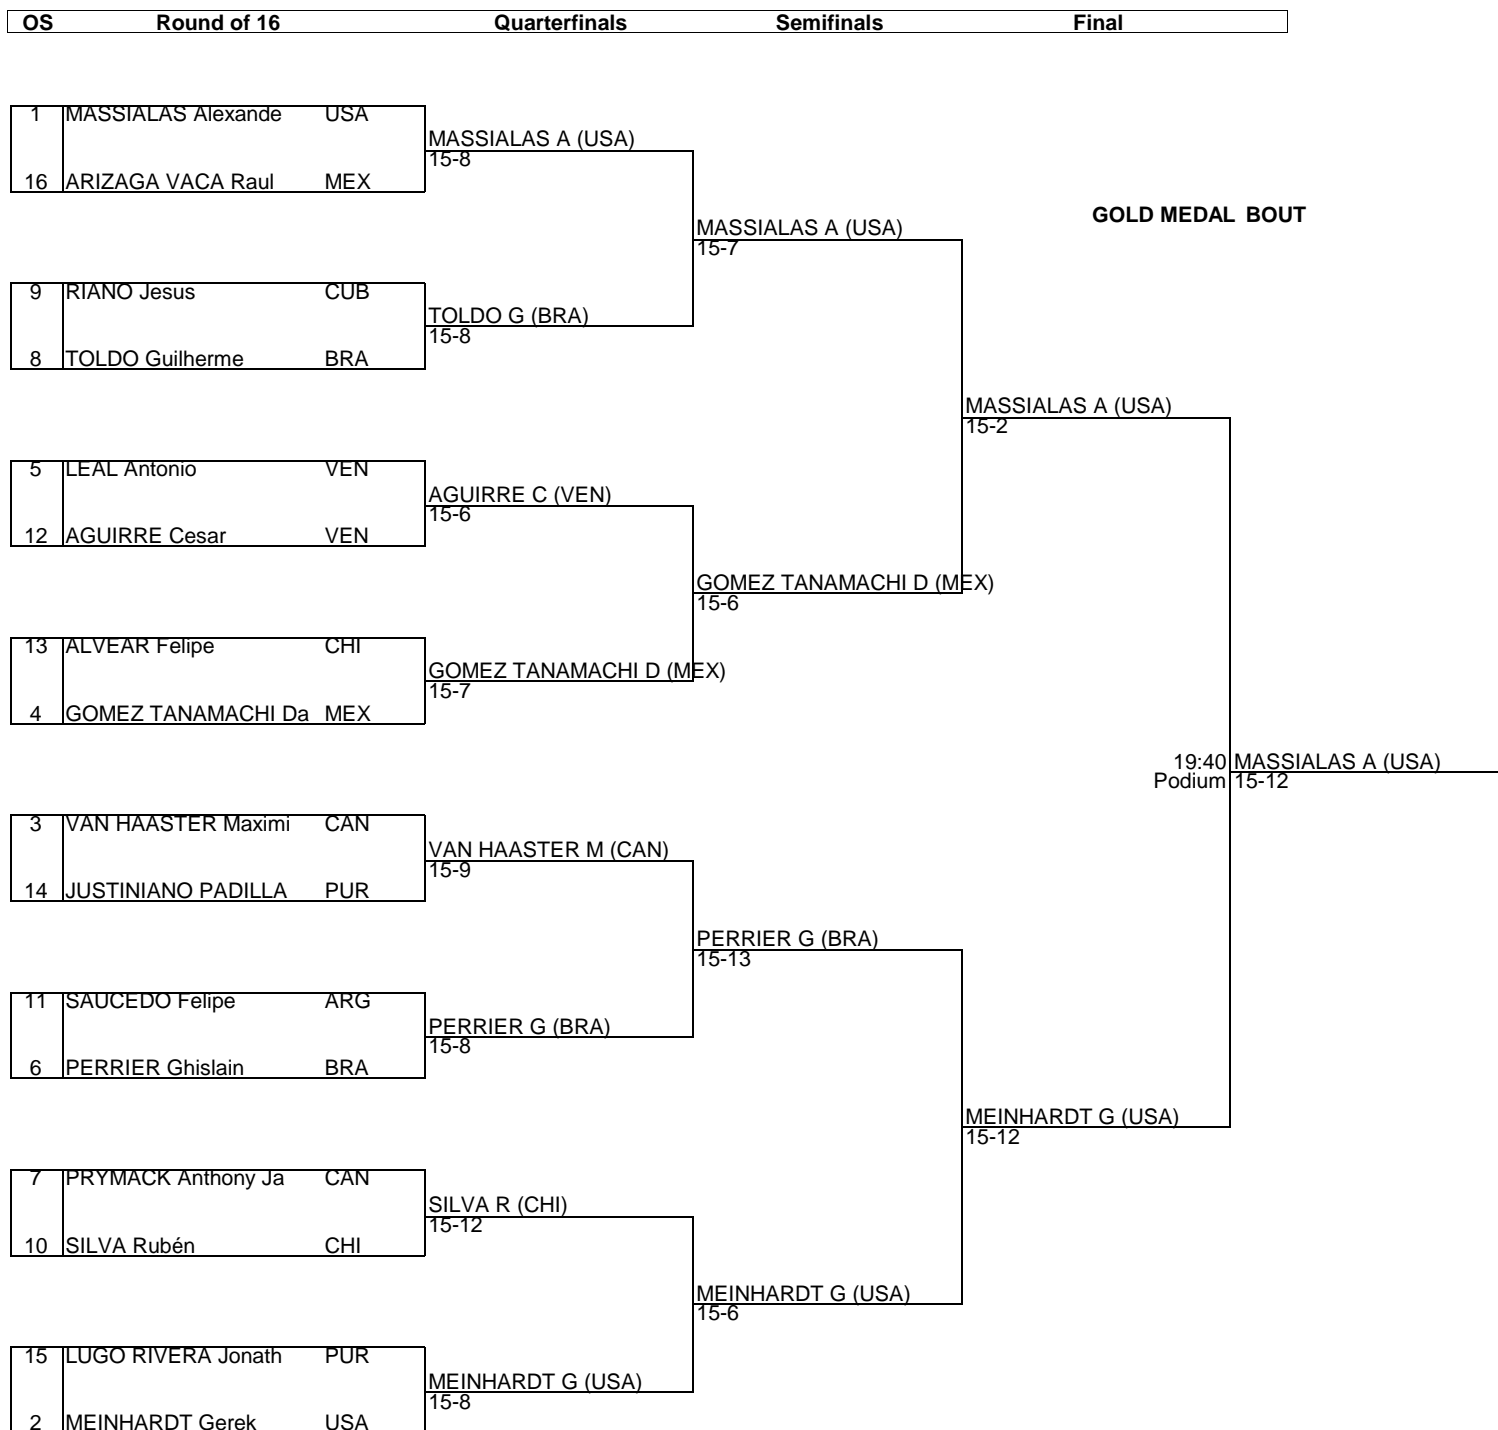 OS Round of 16 Quarterfinals Semifinals Final
1 MASSIALAS Alexande USA
MASSIALAS A (USA)
15-8
16 ARIZAGA VACA Raul MEX
GOLD MEDAL BOUT
MASSIALAS A (USA)
15-7
9 RIANO Jesus CUB
TOLDO G (BRA)
15-8
8 TOLDO Guilherme BRA
MASSIALAS A (USA)
15-2
5 LEAL Antonio VEN
AGUIRRE C (VEN)
15-6
12 AGUIRRE Cesar VEN
GOMEZ TANAMACHI D (MEX)
15-6
13 ALVEAR Felipe CHI
GOMEZ TANAMACHI D (MEX)
15-7
4 GOMEZ TANAMACHI Da MEX
19:40 MASSIALAS A (USA)
Podium 15-12
3 VAN HAASTER Maximi CAN
VAN HAASTER M (CAN)
15-9
14 JUSTINIANO PADILLA PUR
PERRIER G (BRA)
15-13
11 SAUCEDO Felipe ARG
PERRIER G (BRA)
15-8
6 PERRIER Ghislain BRA
MEINHARDT G (USA)
15-12
7 PRYMACK Anthony Ja CAN
SILVA R (CHI)
15-12
10 SILVA Rubén CHI
MEINHARDT G (USA)
15-6
15 LUGO RIVERA Jonath PUR
MEINHARDT G (USA)
15-8
2 MEINHARDT Gerek USA